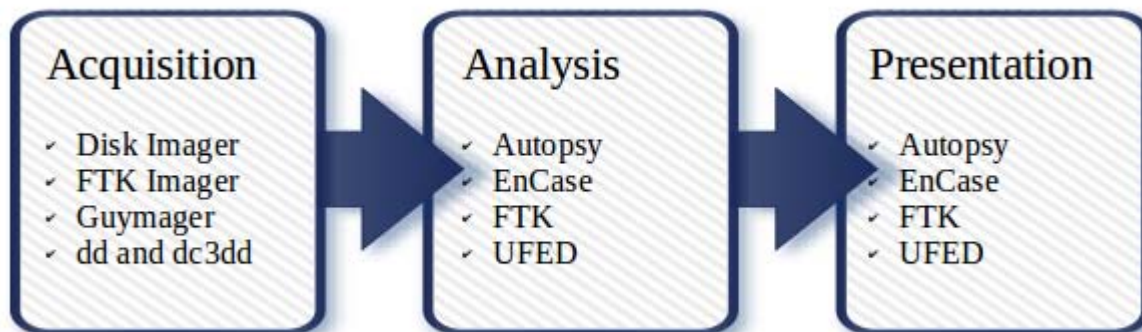 Acquisition
Disk Imager
FTK Imager
Guymager
dd and dc3dd
Analysis
Autopsy
EnCase
FTK
UFED
Presentation
Autopsy
EnCase
FTK
UFED